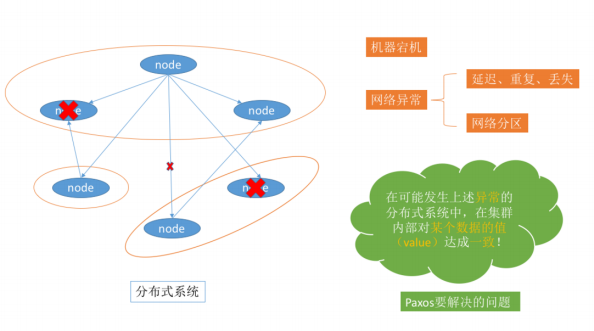 node
node
node
node
node
node
分布式系统
机器宕机
网络异常
延迟、重复、丢失
网络分区
在可能发生上述异常的
分布式系统中，在集群
内部对某个数据的值
（value）达成一致！
Paxos要解决的问题